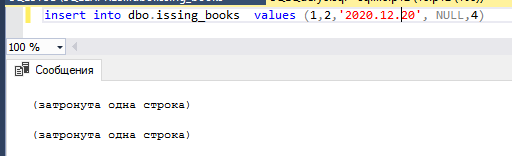 insert into dbo.issing_books values (1,2,'2020.12.20', NULL,4)
100 %
Сообщения
(затронута одна строка)
(затронута одна строка)